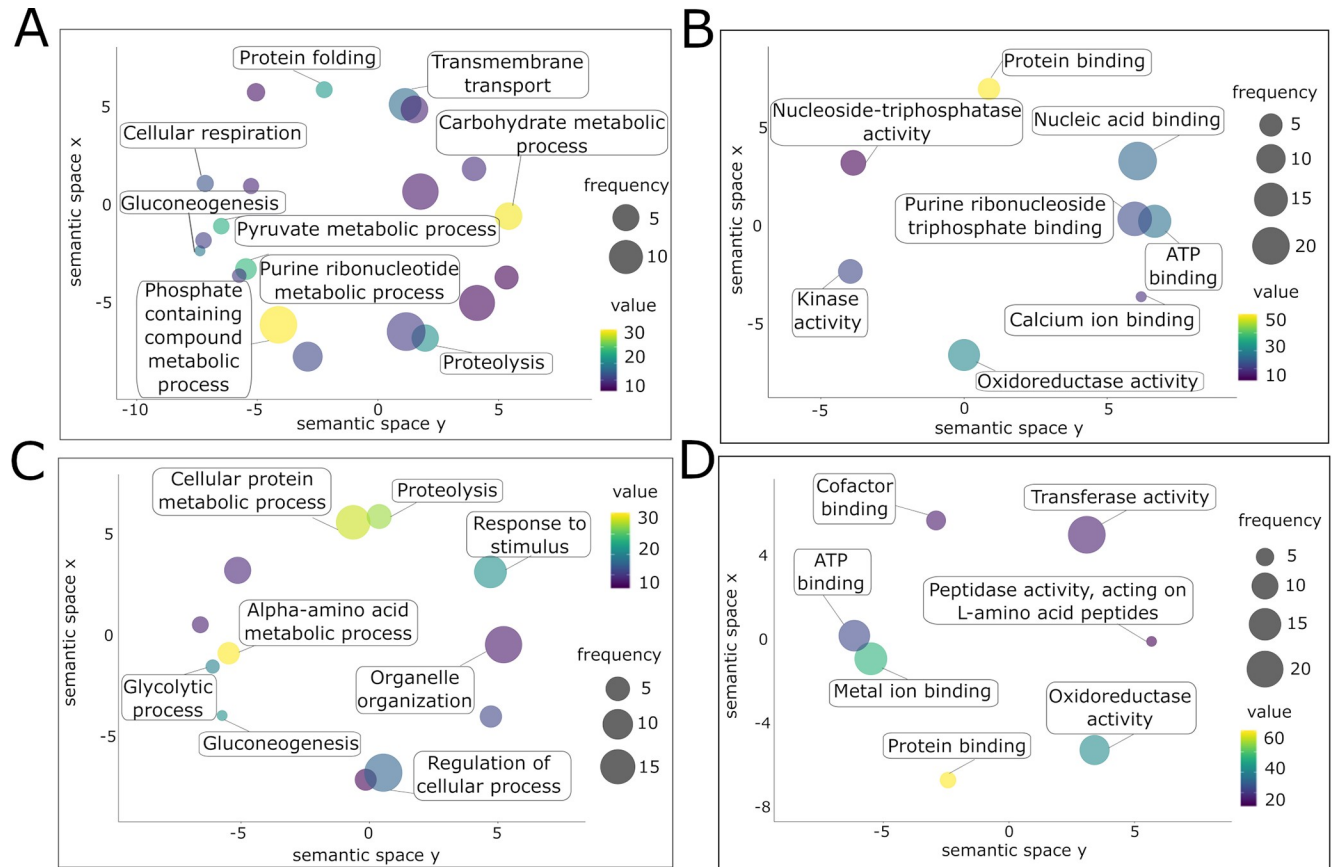 A
Protein folding
Transmembrane
transport
Carbohydrate metabolic
process
Cellular respiration
Gluconeogenesis
Pyruvate metabolic process
Purine ribonucleotide
metabolic process
Phosphate
containing
compound
metabolic
process
Proteolysis
5
0
-5
semantic space x
-10
-5
0
5
semantic space y
frequency
5
10
value
30
20
10
B
Protein binding
Nucleoside-triphosphatase
activity
Nucleic acid binding
Purine ribonucleoside
triphosphate binding
ATP
binding
Kinase
activity
Calcium ion binding
Oxidoreductase activity
5
0
-5
semantic space x
-5
0
5
semantic space y
frequency
5
10
15
20
value
50
30
10
C
Cellular protein
metabolic process
Proteolysis
Response to
stimulus
Alpha-amino acid
metabolic process
Organelle
organization
Glycolytic
process
Gluconeogenesis
Regulation of
cellular process
5
0
-5
semantic space x
-5
0
5
semantic space y
value
30
20
10
frequency
5
10
15
D
Cofactor
binding
Transferase activity
ATP
binding
Peptidase activity, acting on
L-amino acid peptides
Metal ion binding
Oxidoreductase
activity
Protein binding
4
0
-4
-8
semantic space x
-5
0
5
semantic space y
frequency
5
10
15
20
value
60
40
20